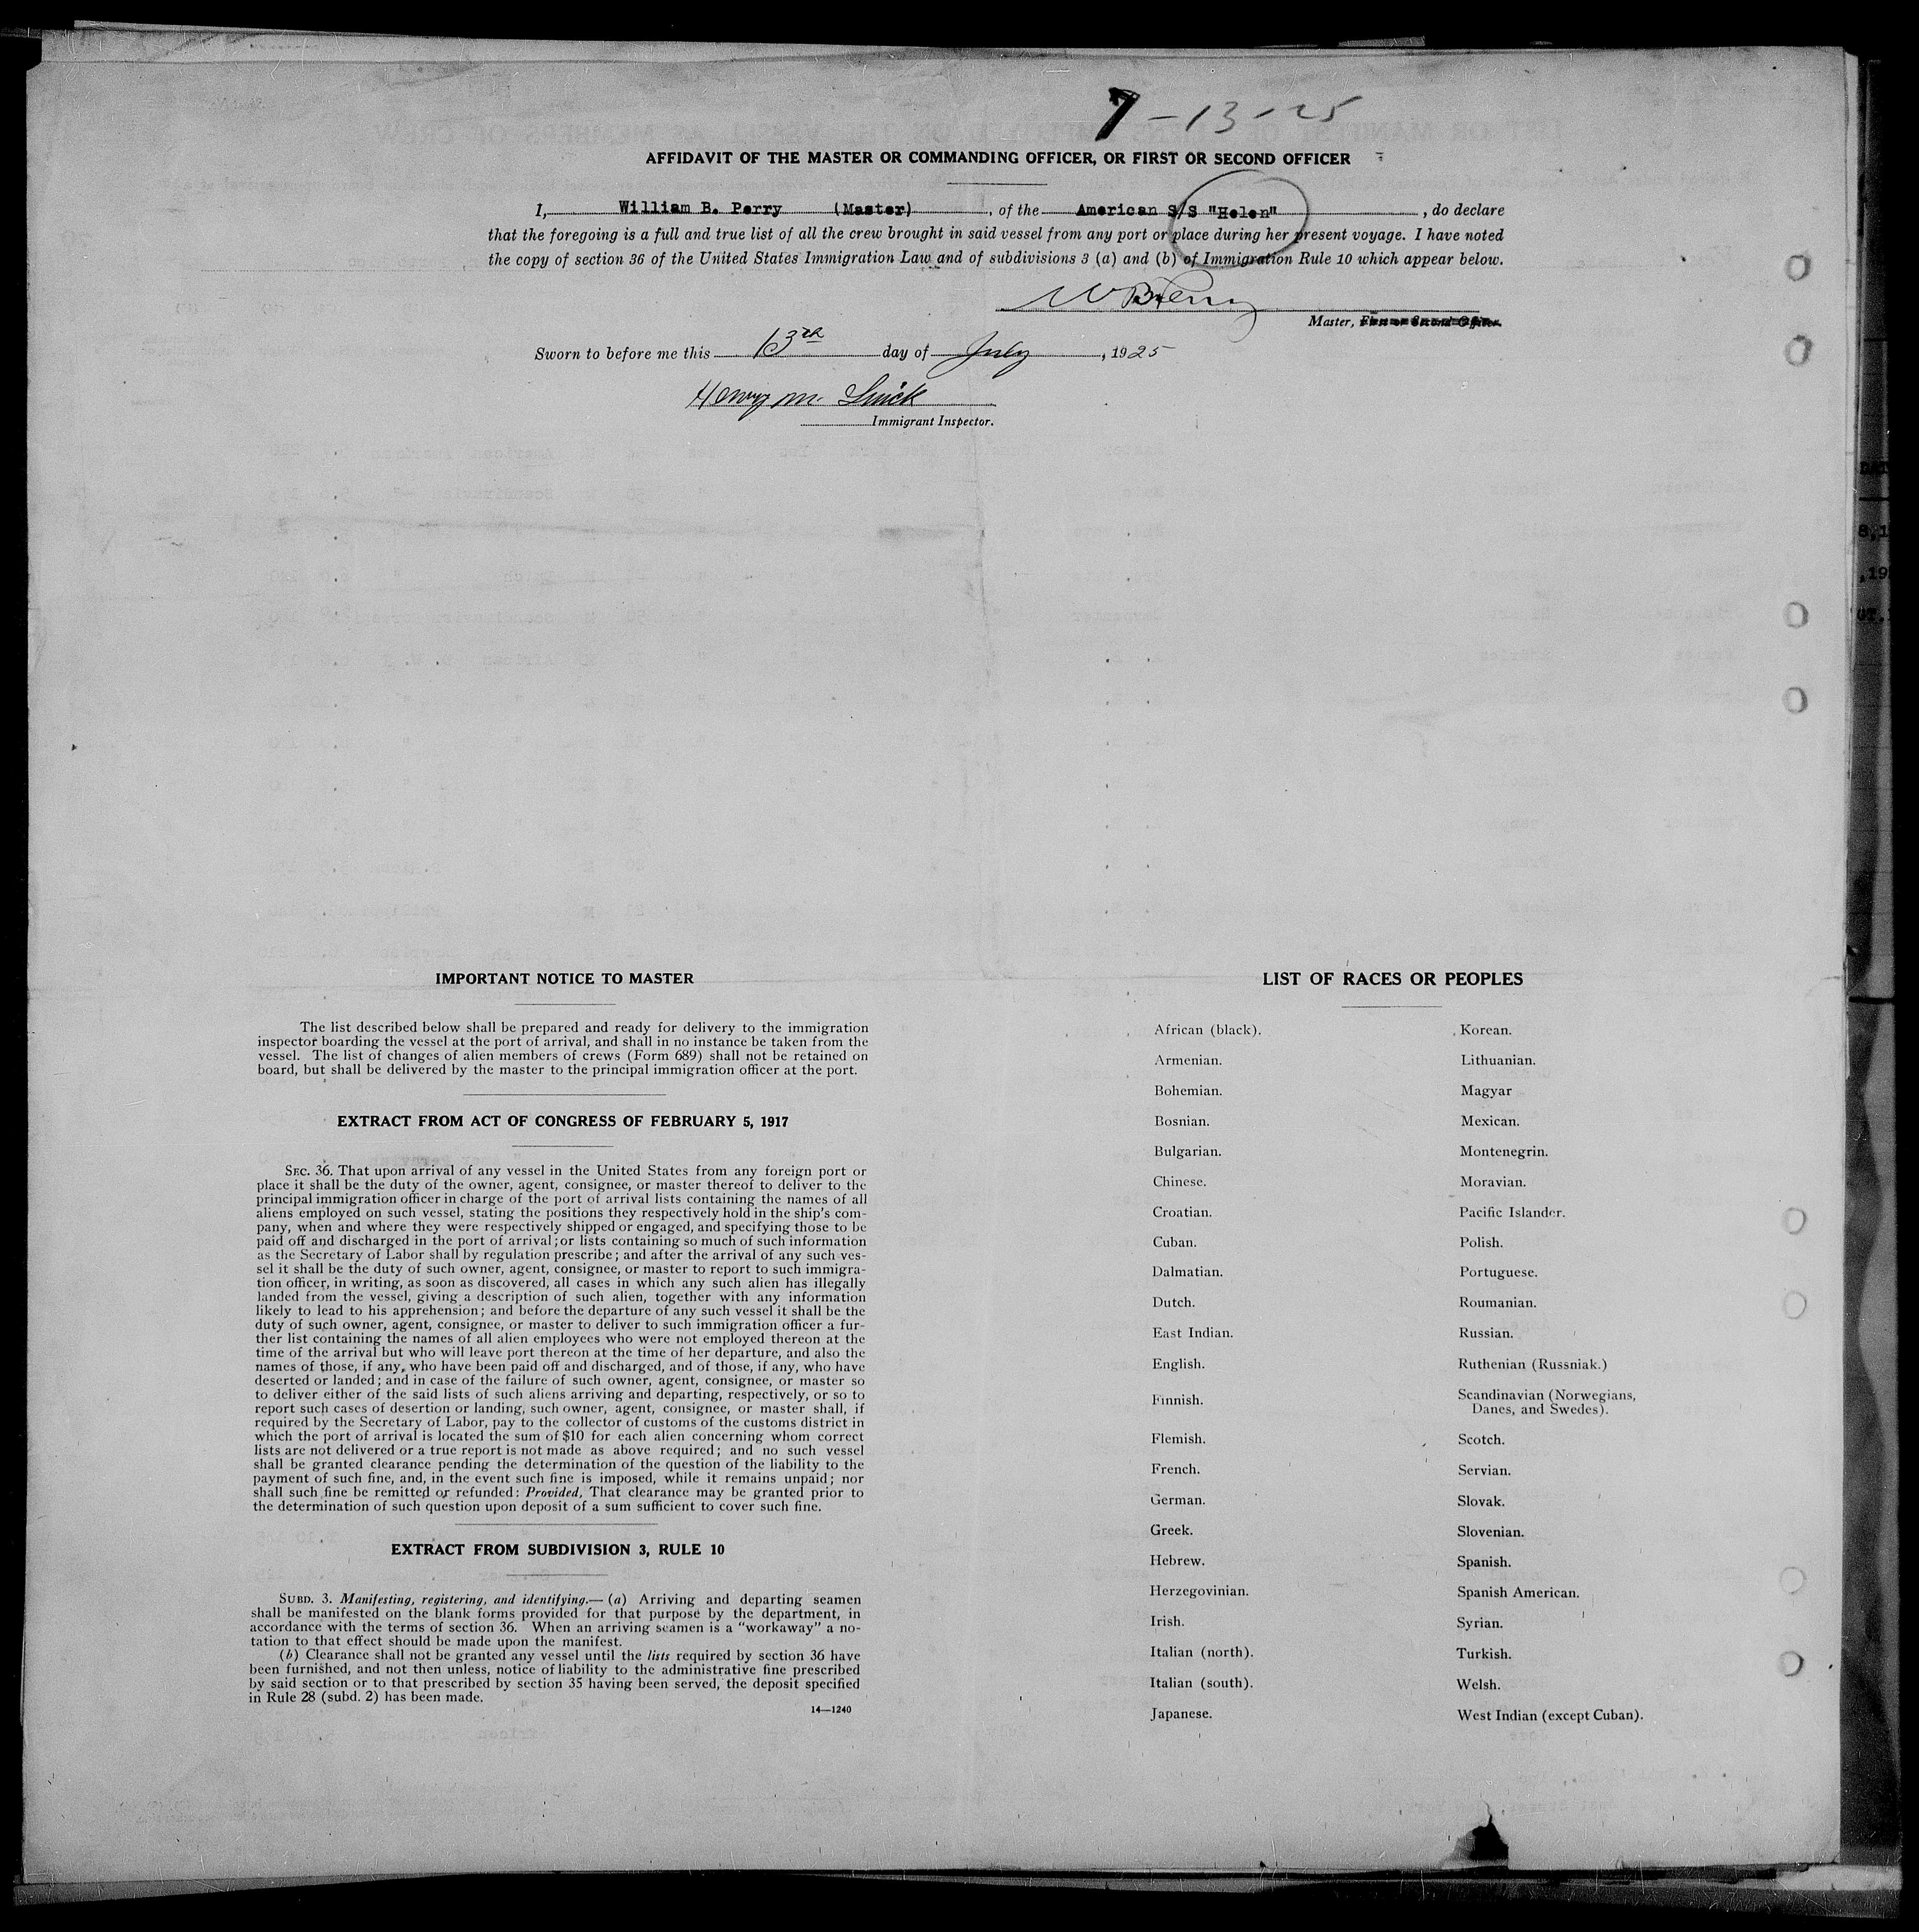 7-13-25
AFFIDAVIT OF THE MASTER OR COMMANDING OFFICER, OR FIRST OR SECOND OFFICER
I, William B. Perry (Master), of the American S/S "Helen", do declare
that the foregoing is a full and true list of all the crew brought in said vessel from any port or place during her present voyage. I have noted
the copy of section 36 of the United States Immigration Law and of subdivisions 3 (a) and (b) of Immigration Rule 10 which appear below.
W B Perry
Master, First or Second Officer.
Sworn to before me this 13th day of July, 1925
Henry M.
Immigrant Inspector.
IMPORTANT NOTICE TO MASTER
The list described below shall be prepared and ready for delivery to the immigration
inspector boarding the vessel at the port of arrival, and shall in no instance be taken from the
vessel. The list of changes of alien members of crews (Form 689) shall not be retained on
board, but shall be delivered by the master to the principal immigration officer at the port.
EXTRACT FROM ACT OF CONGRESS OF FEBRUARY 5, 1917
SEC. 36. That upon arrival of any vessel in the United States from any foreign port or
place it shall be the duty of the owner, agent, consignee, or master thereof to deliver to the
principal immigration officer in charge of the port of arrival lists containing the names of all
aliens employed on such vessel, stating the positions they respectively hold in the ship's com-
pany, when and where they were respectively shipped or engaged, and specifying those to be
paid off and discharged in the port of arrival; or lists containing so much of such information
as the Secretary of Labor shall by regulation prescribe; and after the arrival of any such ves-
sel it shall be the duty of such owner, agent, consignee, or master to report to such immigra-
tion officer, in writing, as soon as discovered, all cases in which any such alien has illegally
landed from the vessel, giving a description of such alien, together with any information
likely to lead to his apprehension; and before the departure of any such vessel it shall be the
duty of such owner, agent, consignee, or master to deliver to such immigration officer a fur-
ther list containing the names of all alien employees who were not employed thereon at the
time of the arrival but who will leave port thereon at the time of her departure, and also the
names of those, if any, who have been paid off and discharged, and of those, if any, who have
deserted or landed; and in case of the failure of such owner, agent, consignee, or master so
to deliver either of the said lists of such aliens arriving and departing, respectively, or so to
report such cases of desertion or landing, such owner, agent, consignee, or master shall, if
required by the Secretary of Labor, pay to the collector of customs of the customs district in
which the port of arrival is located the sum of $10 for each alien concerning whom correct
lists are not delivered or a true report is not made as above required; and no such vessel
shall be granted clearance pending the determination of the question of the liability to the
payment of such fine, and, in the event such fine is imposed, while it remains unpaid; nor
shall such fine be remitted or refunded: Provided, That clearance may be granted prior to
the determination of such question upon deposit of a sum sufficient to cover such fine.
EXTRACT FROM SUBDIVISION 3, RULE 10
SUBD. 3. Manifesting, registering, and identifying.—(a) Arriving and departing seamen
shall be manifested on the blank forms provided for that purpose by the department, in
accordance with the terms of section 36. When an arriving seamen is a "workaway" a no-
tation to that effect should be made upon the manifest.
(b) Clearance shall not be granted any vessel until the lists required by section 36 have
been furnished, and not then unless, notice of liability to the administrative fine prescribed
by said section or to that prescribed by section 35 having been served, the deposit specified
in Rule 28 (subd. 2) has been made.
14—1240
LIST OF RACES OR PEOPLES
African (black).
Armenian.
Bohemian.
Bosnian.
Bulgarian.
Chinese.
Croatian.
Cuban.
Dalmatian.
Dutch.
East Indian.
English.
Finnish.
Flemish.
French.
German.
Greek.
Hebrew.
Herzegovinian.
Irish.
Italian (north).
Italian (south).
Japanese.
Korean.
Lithuanian.
Magyar
Mexican.
Montenegrin.
Moravian.
Pacific Islander.
Polish.
Portuguese.
Roumanian.
Russian.
Ruthenian (Russniak.)
Scandinavian (Norwegians,
Danes, and Swedes).
Scotch.
Servian.
Slovak.
Slovenian.
Spanish.
Spanish American.
Syrian.
Turkish.
Welsh.
West Indian (except Cuban).